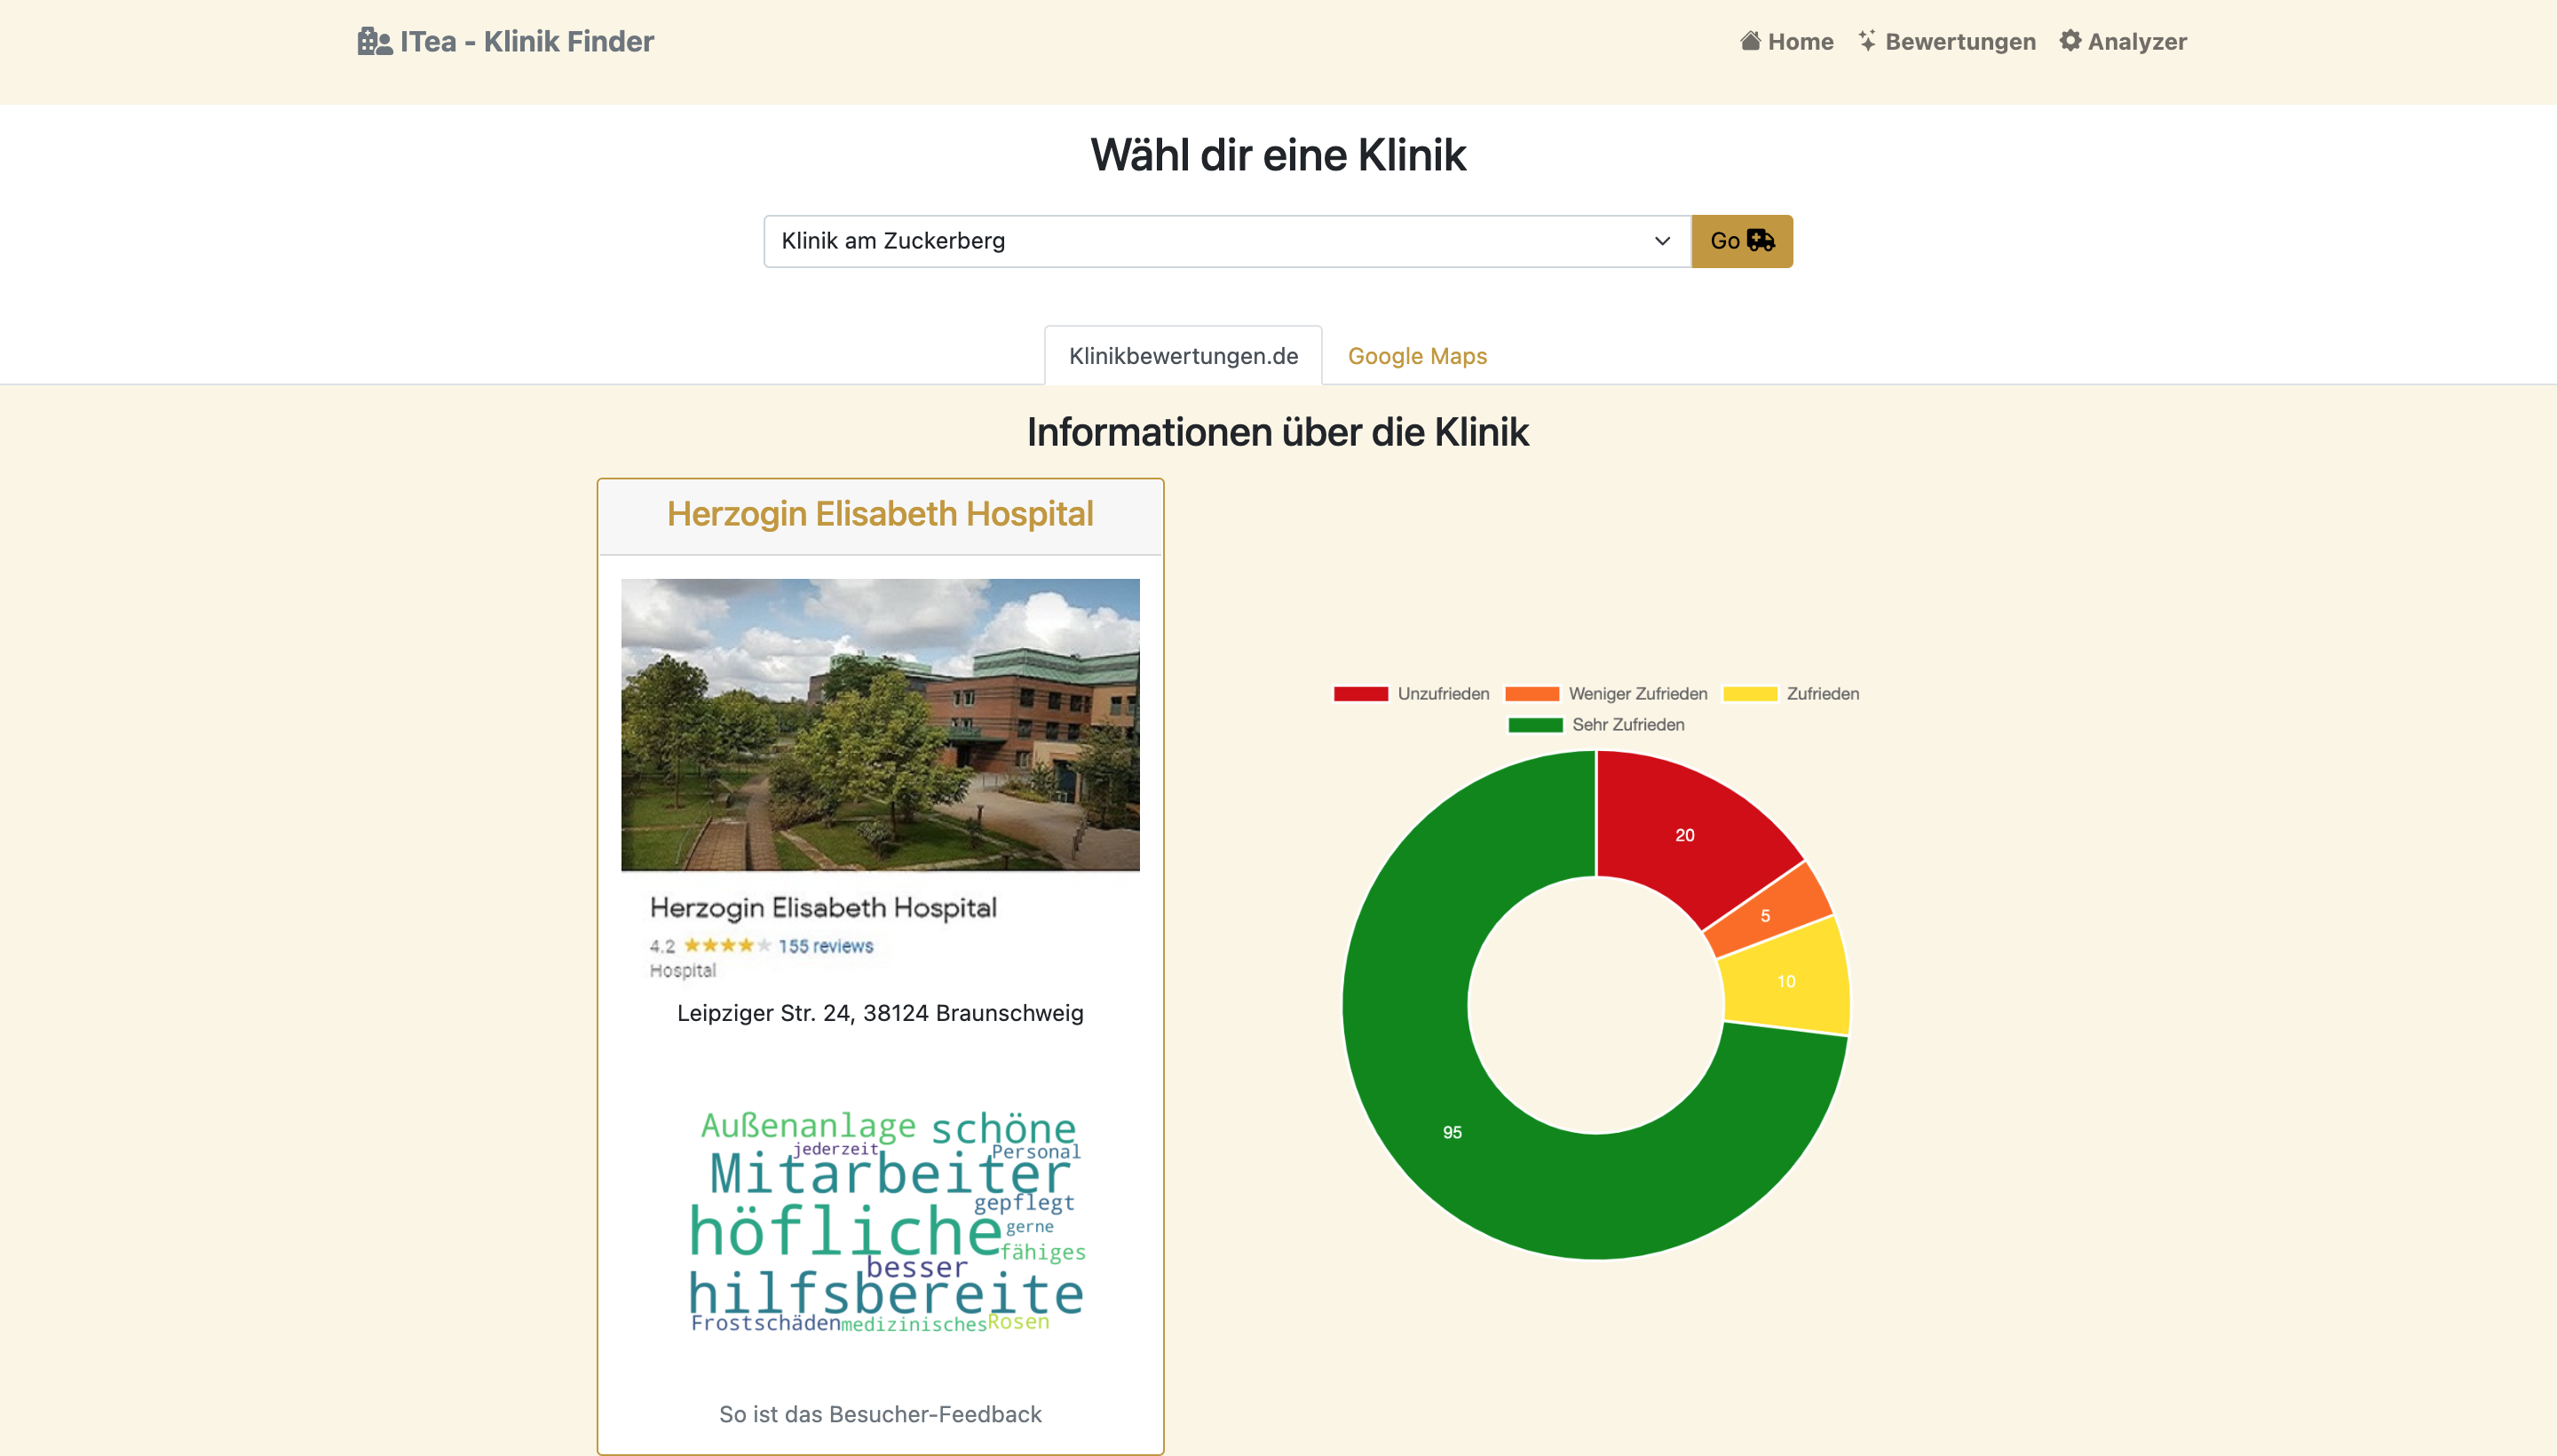 ITea - Klinik Finder
Home Bewertungen Analyzer
Wähl dir eine Klinik
Klinik am Zuckerberg
Go
Klinikbewertungen.de Google Maps
Informationen über die Klinik
Herzogin Elisabeth Hospital
Herzogin Elisabeth Hospital
4.2 155 reviews
Hospital
Leipziger Str. 24, 38124 Braunschweig
Außenanlage schöne
jederzeit Personal
Mitarbeiter
gepflegt
höfliche gerne
fähiges
besser
hilfsbereite
Frostschäden medizinisches Rosen
So ist das Besucher-Feedback
Unzufrieden Weniger Zufrieden Zufrieden
Sehr Zufrieden
20
5
10
95